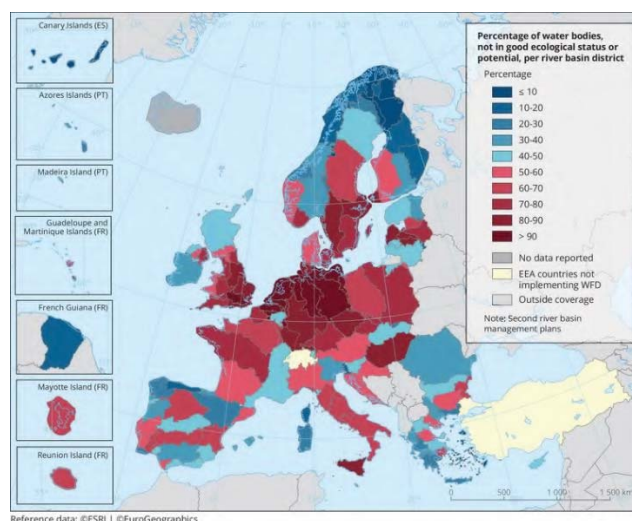 Canary Islands (ES)
Azores Islands (PT)
Madeira Island (PT)
Guadeloupe and
Martinique Islands (FR)
French Guiana (FR)
Mayotte Island (FR)
Reunion Island (FR)
Percentage of water bodies,
not in good ecological status or
potential, per river basin district
Percentage
≤ 10
10-20
20-30
30-40
40-50
50-60
60-70
70-80
80-90
> 90
No data reported
EEA countries not
implementing WFD
Outside coverage
Note: Second river basin
management plans
0 500 1 000 1 500 km
Reference data: ©ESRI | ©EuroGeographics